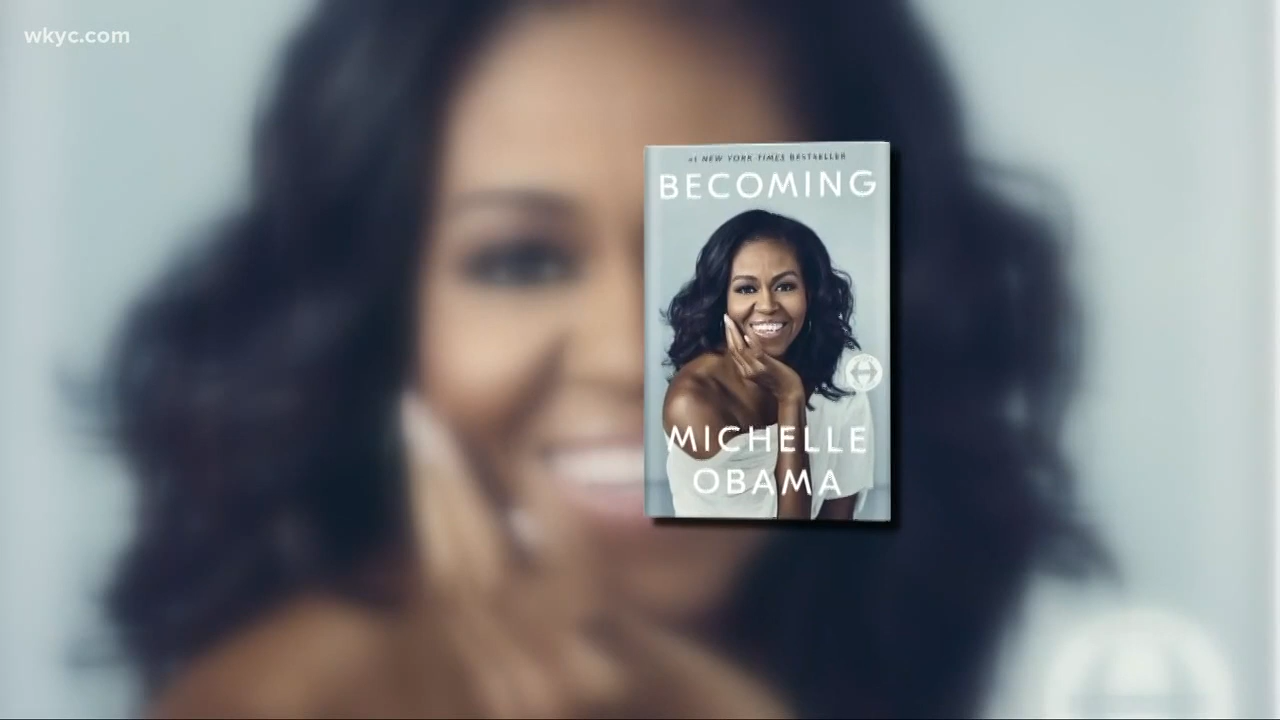 wkyc.com
#1 NEW YORK TIMES BESTSELLER
BECOMING
MICHELLE
OBAMA